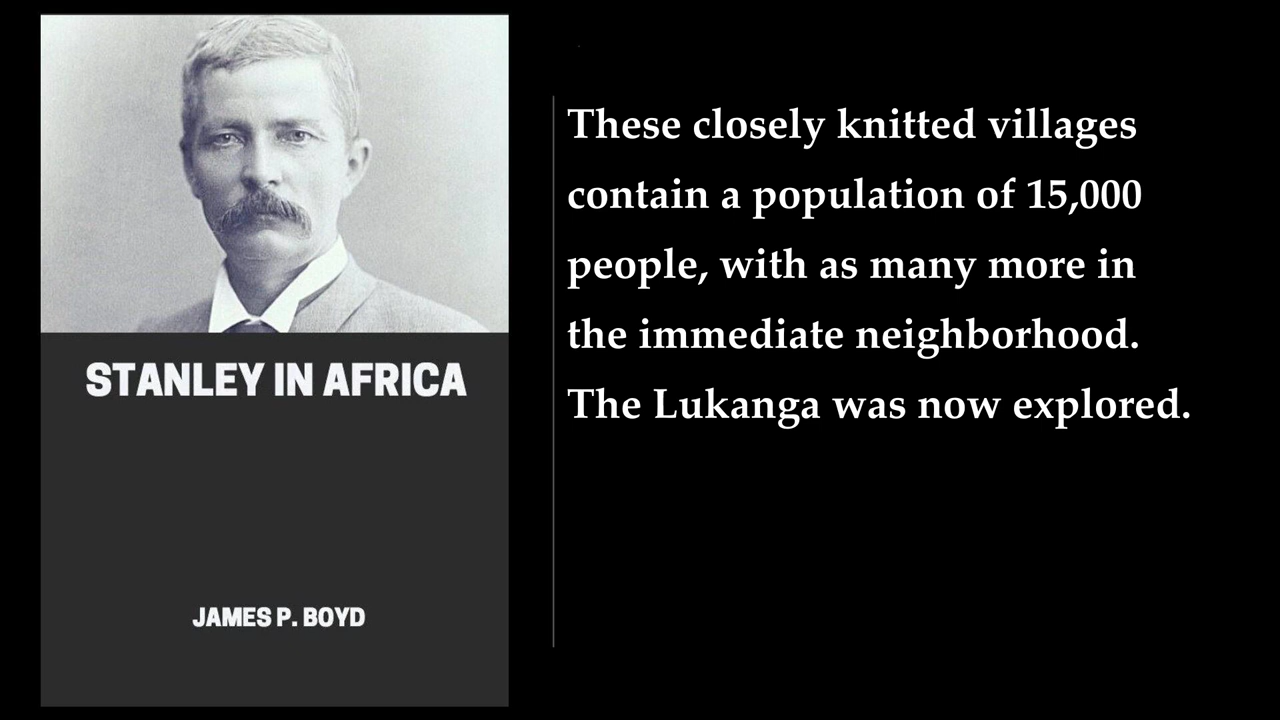 STANLEY IN AFRICA
JAMES P. BOYD
These closely knitted villages
contain a population of 15,000
people, with as many more in
the immediate neighborhood.
The Lukanga was now explored.